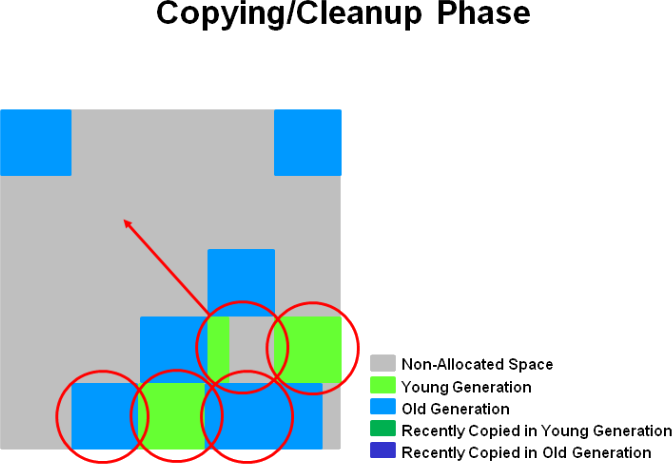 Copying/Cleanup Phase
Non-Allocated Space
Young Generation
Old Generation
Recently Copied in Young Generation
Recently Copied in Old Generation